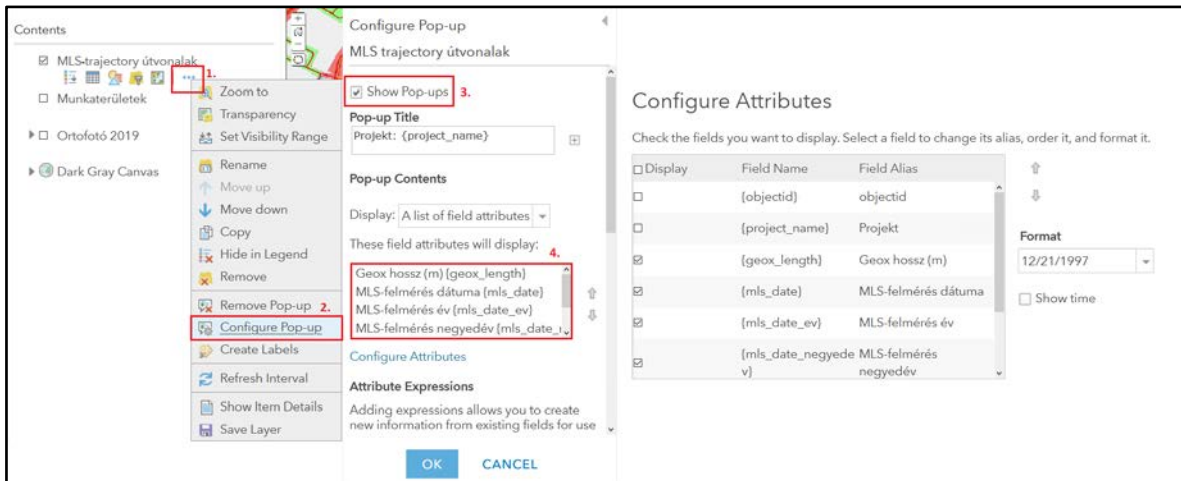 Contents
MLS-trajectory útvonalak
1.
Munkaterületek
Ortofotó 2019
Dark Gray Canvas
Zoom to
Transparency
Set Visibility Range
Rename
Move up
Move down
Copy
Hide in Legend
Remove
Remove Pop-up 2.
Configure Pop-up
Create Labels
Refresh Interval
Show Item Details
Save Layer
Configure Pop-up
MLS trajectory útvonalak
Show Pop-ups 3.
Pop-up Title
Projekt: {project_name}
Pop-up Contents
Display: A list of field attributes
These field attributes will display:
4.
Geox hossz (m) {geox_length}
MLS-felmérés dátuma {mls_date}
MLS-felmérés év {mls_date_ev}
MLS-felmérés negyedév {mls_date_
Configure Attributes
Attribute Expressions
Adding expressions allows you to create
new information from existing fields for use
OK CANCEL
Configure Attributes
Check the fields you want to display. Select a field to change its alias, order it, and format it.
Display Field Name Field Alias
{objectid} objectid
{project_name} Projekt
{geox_length} Geox hossz (m)
{mls_date} MLS-felmérés dátuma
{mls_date_ev} MLS-felmérés év
{mls_date_negyede MLS-felmérés
v} negyedév
Format
12/21/1997
Show time